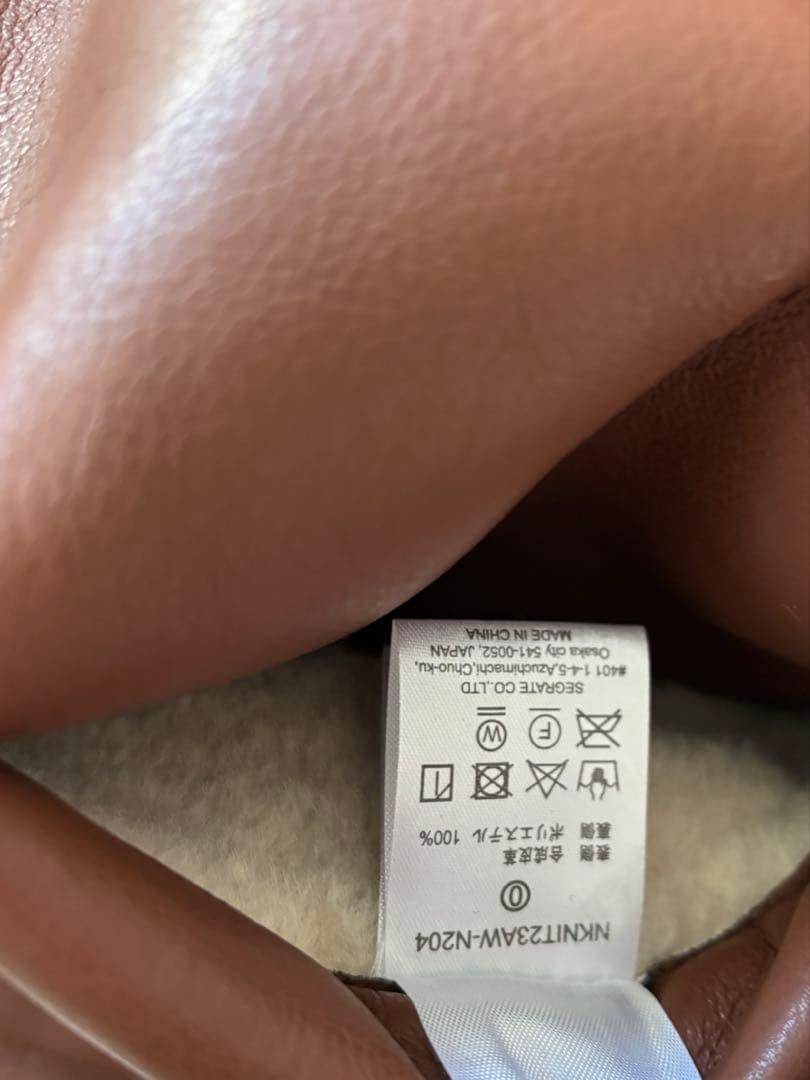 NKNIT23AW-N204
0
表側 合成皮革
裏側 ポリエステル 100%
F W
SEGRATE CO.,LTD
#401 1-4-5,Azuchimachi,Chuo-ku,
Osaka city 541-0052, JAPAN
MADE IN CHINA